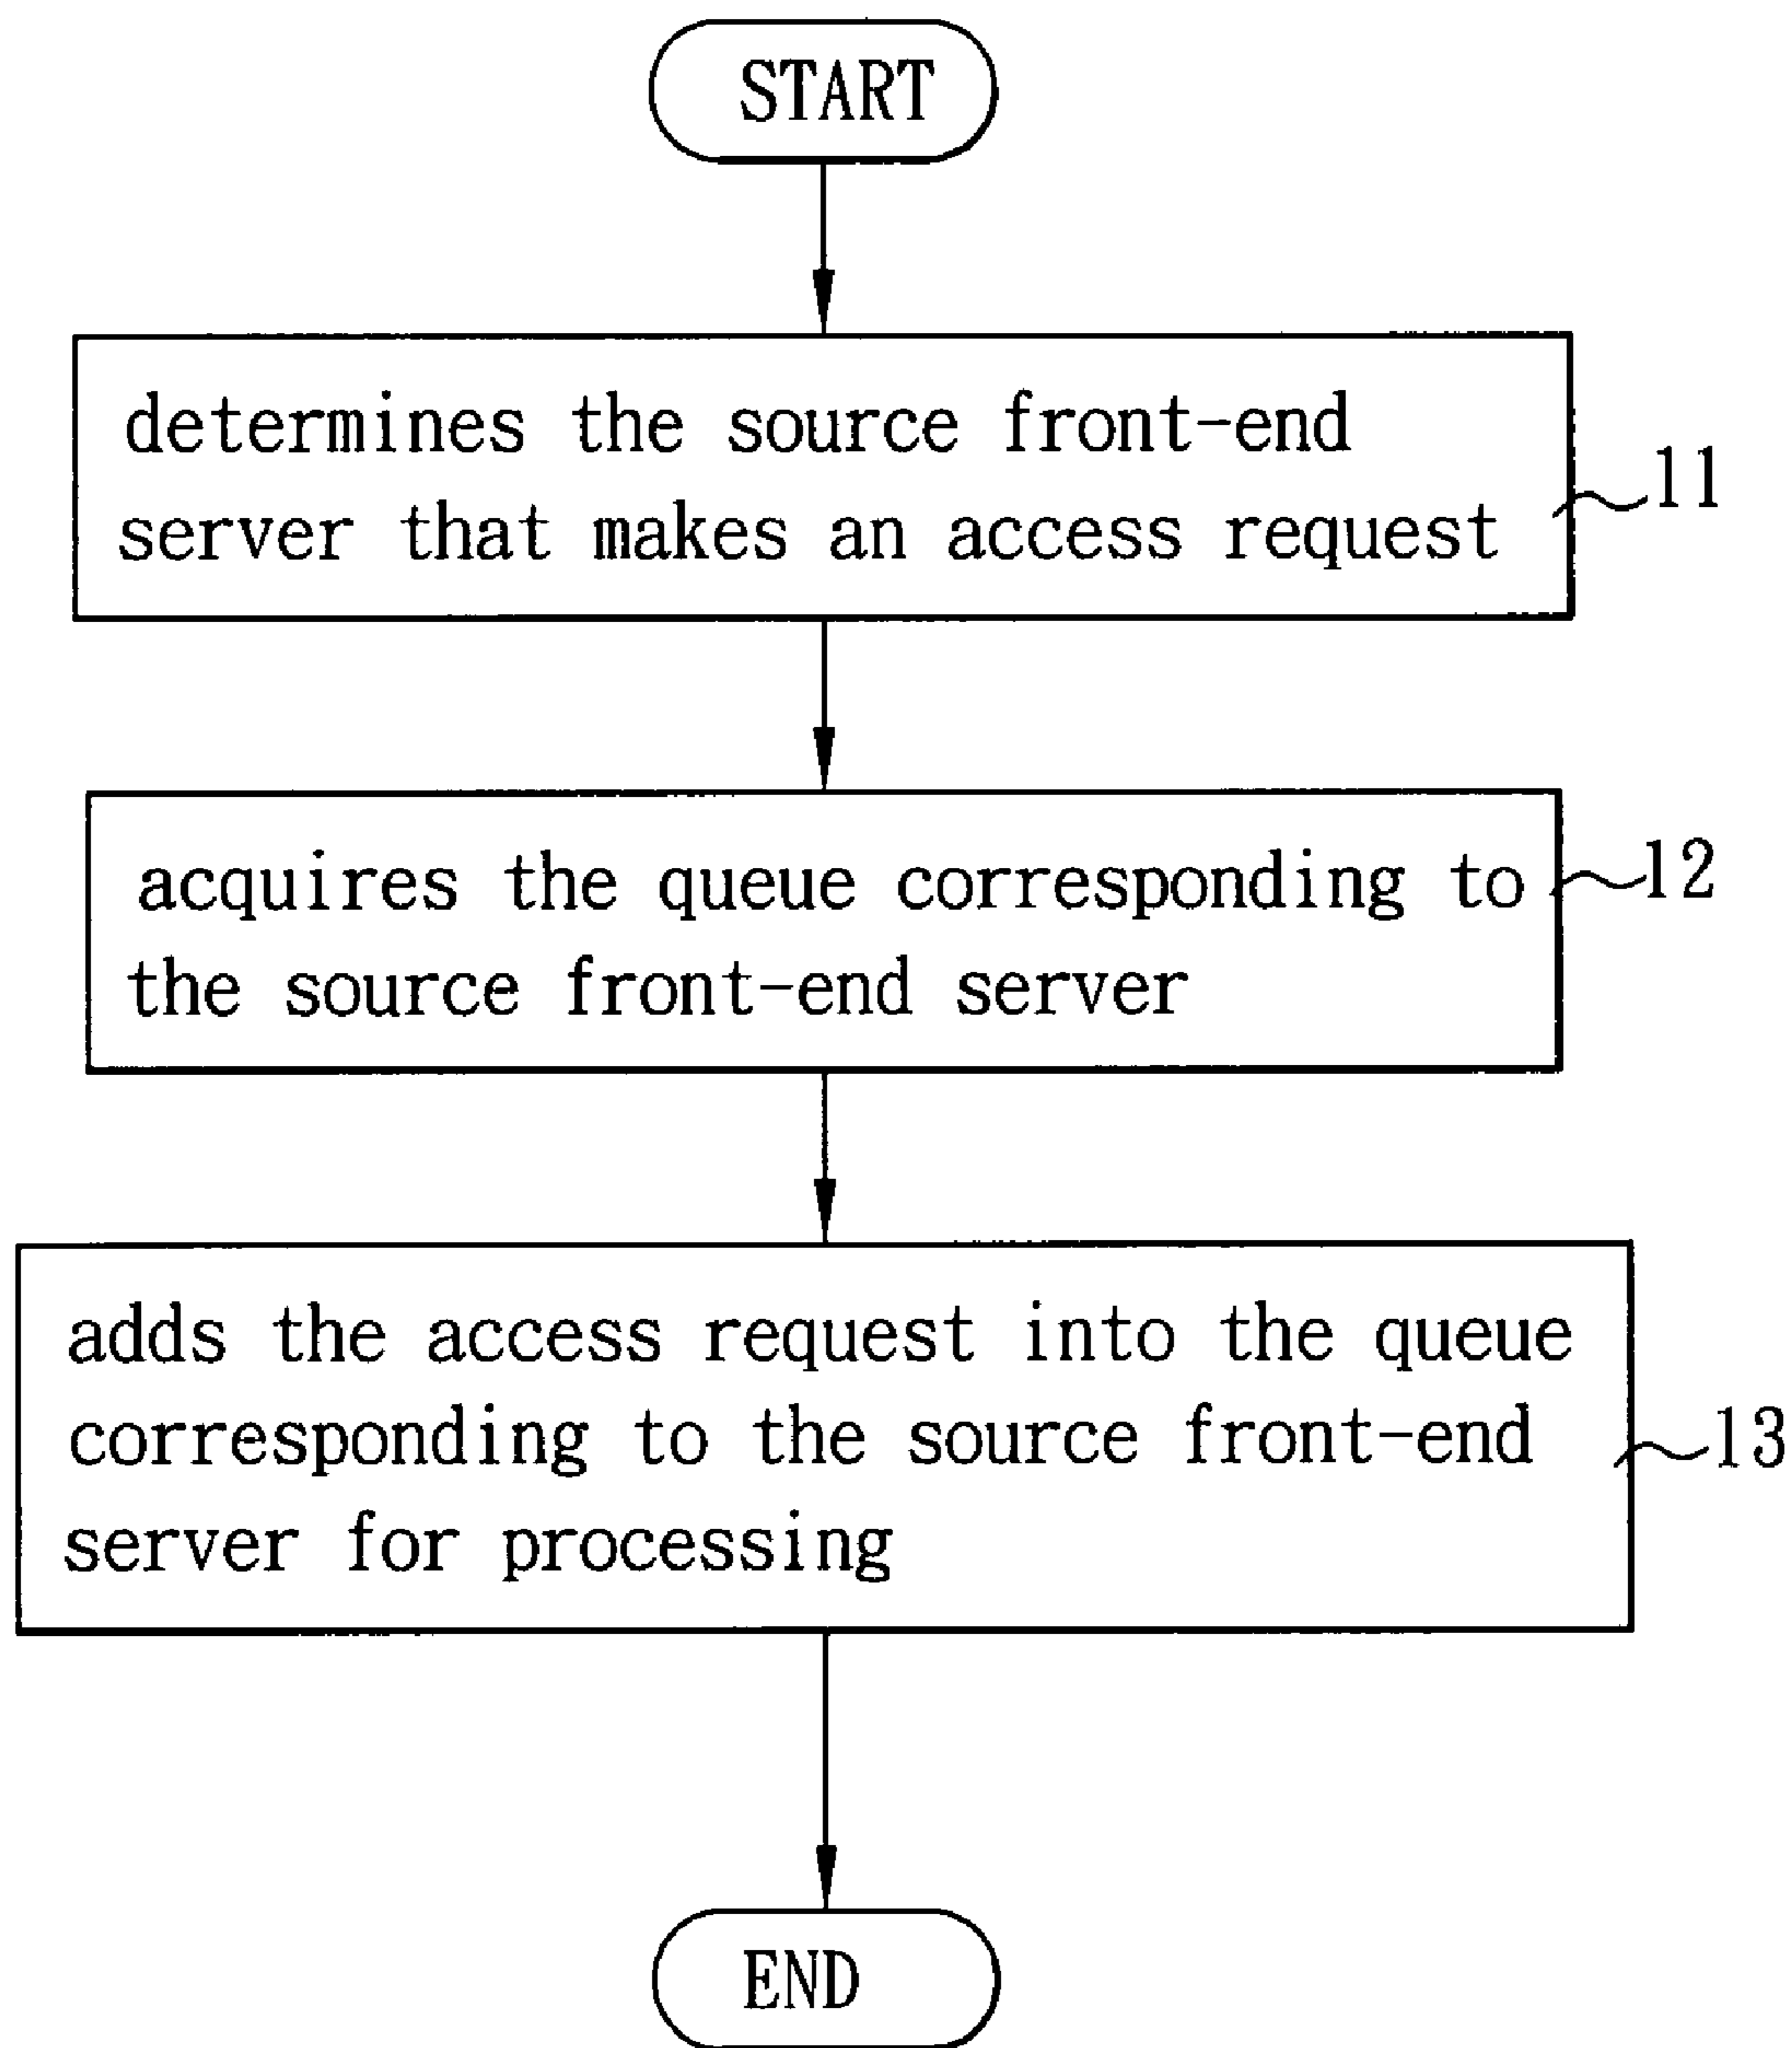 START
determines the source front-end
server that makes an access request
11
acquires the queue corresponding to
the source front-end server
12
adds the access request into the queue
corresponding to the source front-end
server for processing
13
END